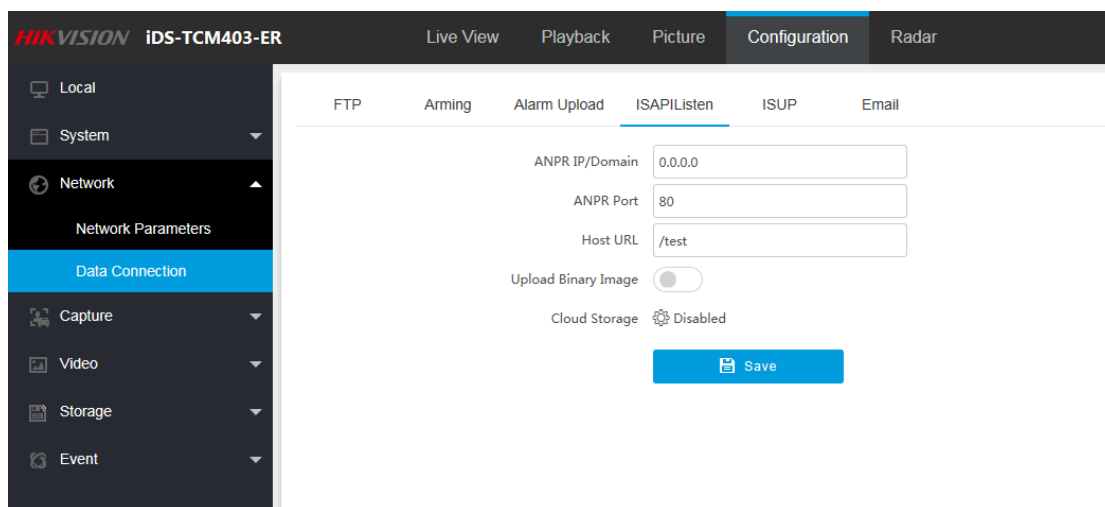 HIKVISION iDS-TCM403-ER Live View Playback Picture Configuration Radar
Local
System
Network
Network Parameters
Data Connection
Capture
Video
Storage
Event
FTP Arming Alarm Upload ISAPIListen ISUP Email
ANPR IP/Domain 0.0.0.0
ANPR Port 80
Host URL /test
Upload Binary Image
Cloud Storage Disabled
Save